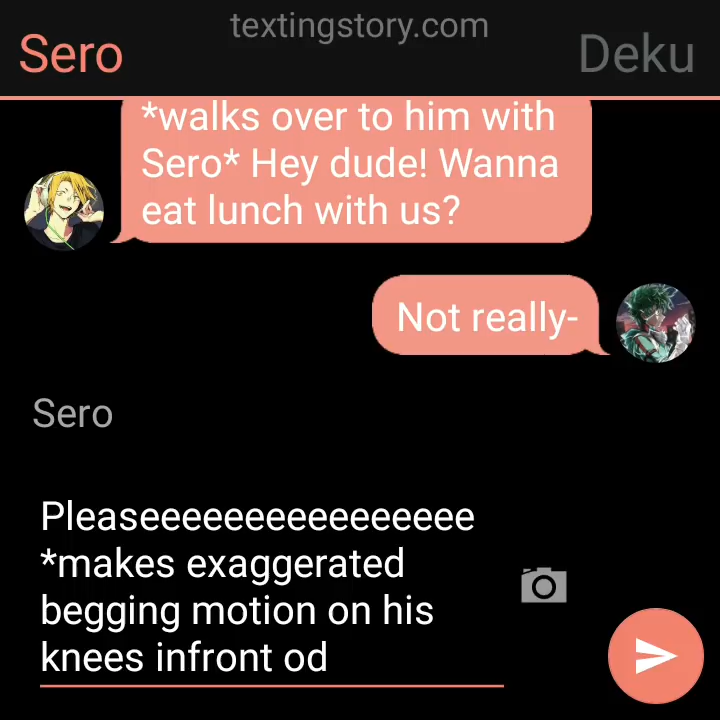 textingstory.com
Sero
Deku
*walks over to him with
Sero* Hey dude! Wanna
eat lunch with us?
Not really-
Sero
Pleaseeeeeeeeeeeeeeee
*makes exaggerated
begging motion on his
knees infront od